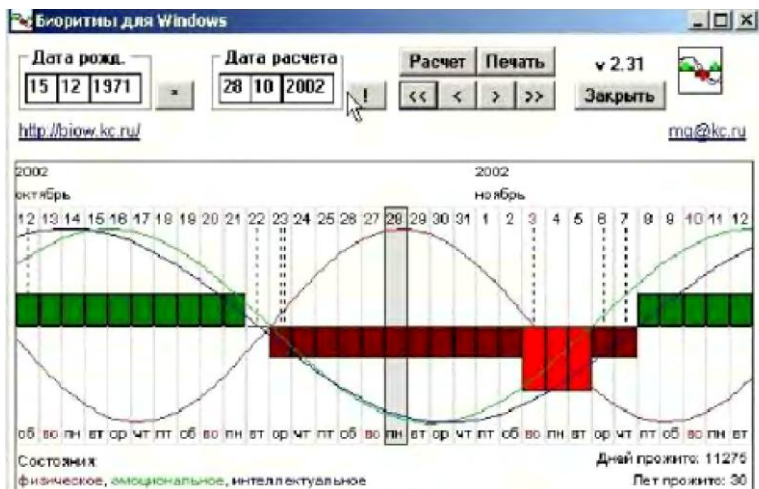 Биоритмы для Windows
Дата рожд.
15 12 1971
*
Дата расчета
28 10 2002
!
Расчет Печать
<< < > >>
v 2.31
Закрыть
http://biow.kc.ru/
mg@kc.ru
2002 2002
октябрь ноябрь
12 13 14 15 16 17 18 19 20 21 22 23 24 25 26 27 28 29 30 31 1 2 3 4 5 6 7 8 9 10 11 12
сб во пн вт ср чт пт сб во пн вт ср чт пт сб во пн вт ср чт пт сб во пн вт ср чт пт сб во пн вт
Состояния:
физическое, эмоциональное, интеллектуальное
Дней прожито: 11275
Лет прожито: 30